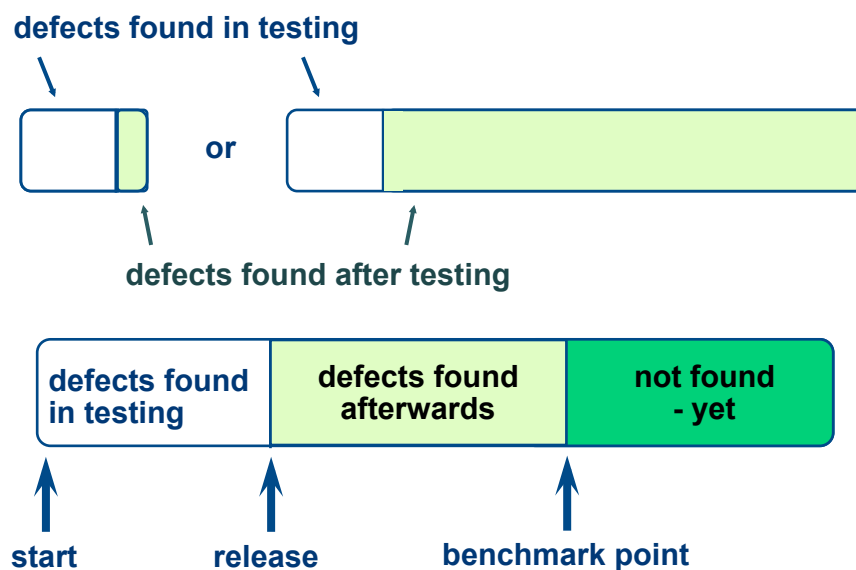 defects found in testing
or
defects found after testing
defects found
in testing
defects found
afterwards
not found
- yet
start
release
benchmark point